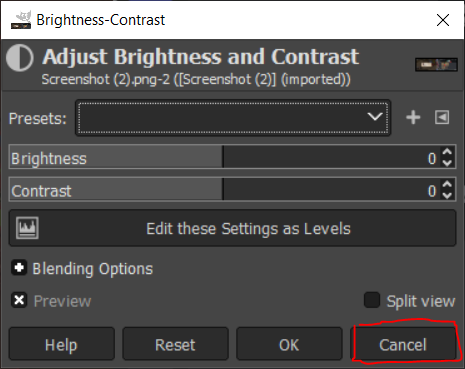 Brightness-Contrast
Adjust Brightness and Contrast
Screenshot (2).png-2 ([Screenshot (2)] (imported))
Presets:
Brightness 0
Contrast 0
Edit these Settings as Levels
Blending Options
Preview Split view
Help Reset OK Cancel